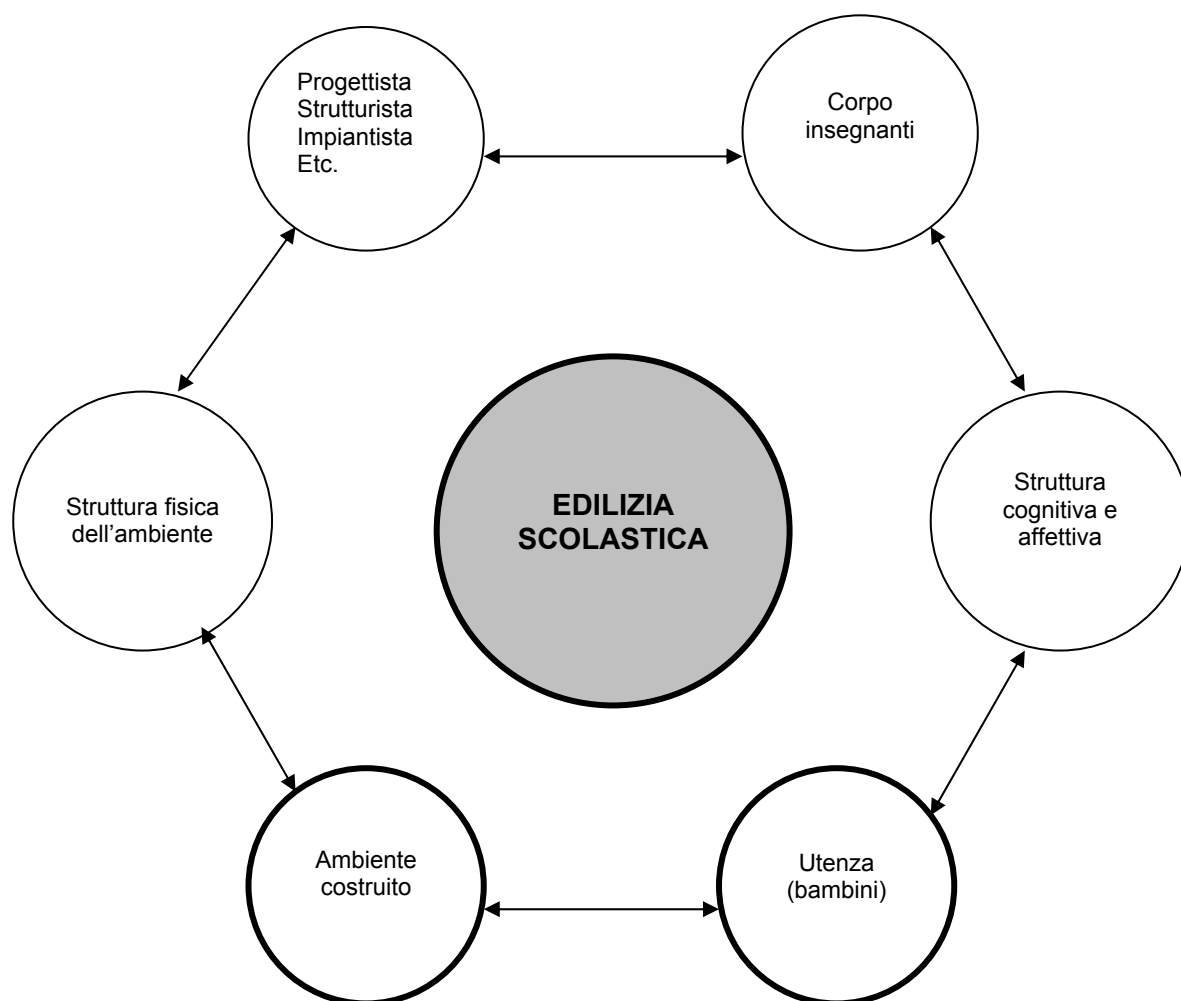 Progettista
Strutturista
Impiantista
Etc.
Corpo
insegnanti
Struttura fisica
dell’ambiente
EDILIZIA
SCOLASTICA
Struttura
cognitiva e
affettiva
Ambiente
costruito
Utenza
(bambini)